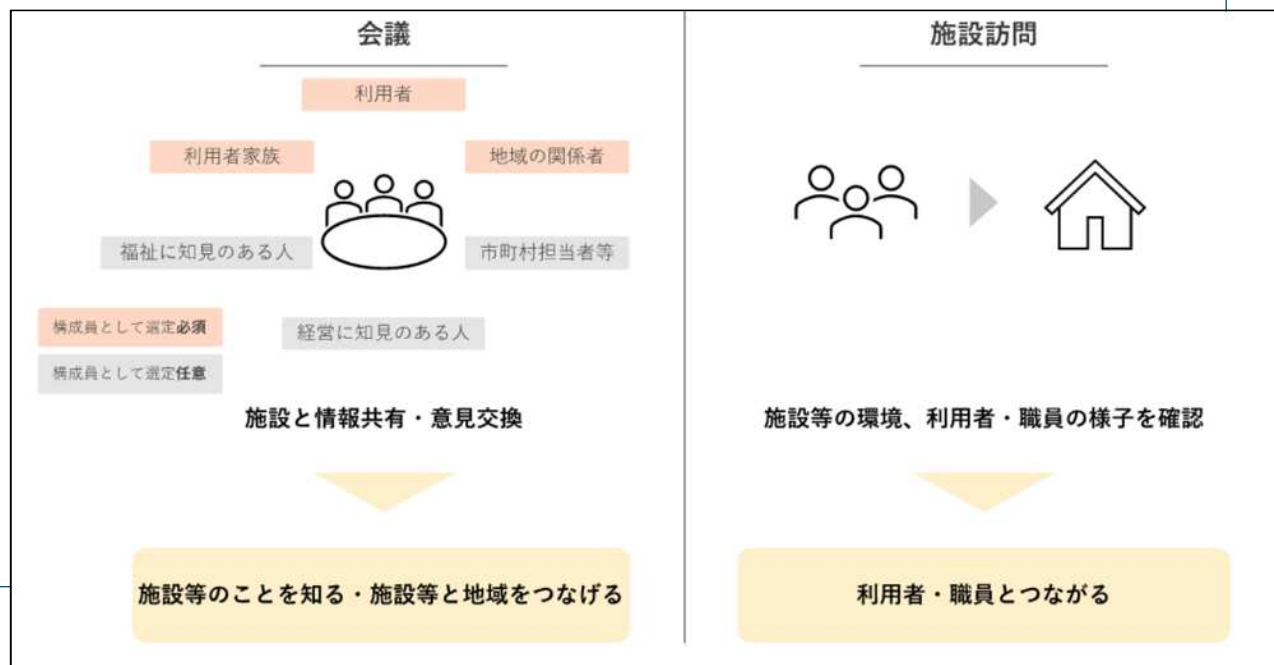 会議
利用者
利用者家族
地域の関係者
福祉に知見のある人
市町村担当者等
経営に知見のある人
構成員として選定必須
構成員として選定任意
施設と情報共有・意見交換
施設等のことを知る・施設等と地域をつなげる
施設訪問
施設等の環境、利用者・職員の様子を確認
利用者・職員とつながる